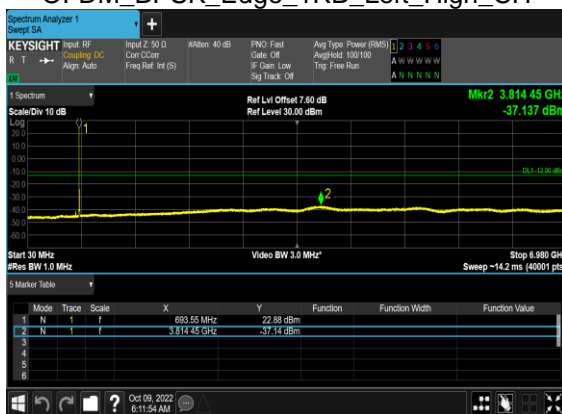 Spectrum Analyzer 1
Swept SA
KEYSIGHT Input: RF Input Z: 50 Ω #Atten: 40 dB PNO: Fast Avg Type: Power (RMS) 1 2 3 4 5 6
R T Coupling: DC Corr CCorr Gate: Off Avg|Hold: 100/100 A W W W W W
Align: Auto Freq Ref: Int (S) IF Gain: Low Trig: Free Run
Sig Track: Off A N N N N N
LXI
1 Spectrum Ref Lvl Offset 7.60 dB Mkr2 3.814 45 GHz
Scale/Div 10 dB Ref Level 30.00 dBm -37.137 dBm
Log
20.0
10.0
0.00
-10.0
DL1 -13.00 dBm
-20.0
-30.0
-40.0
-50.0
-60.0
1
2
Start 30 MHz Video BW 3.0 MHz* Stop 6.980 GHz
#Res BW 1.0 MHz Sweep ~14.2 ms (40001 pts)
5 Marker Table
Mode Trace Scale X Y Function Function Width Function Value
1 N 1 f 693.55 MHz 22.88 dBm
2 N 1 f 3.814 45 GHz -37.14 dBm
3
4
5
6
? Oct 09, 2022
6:11:54 AM